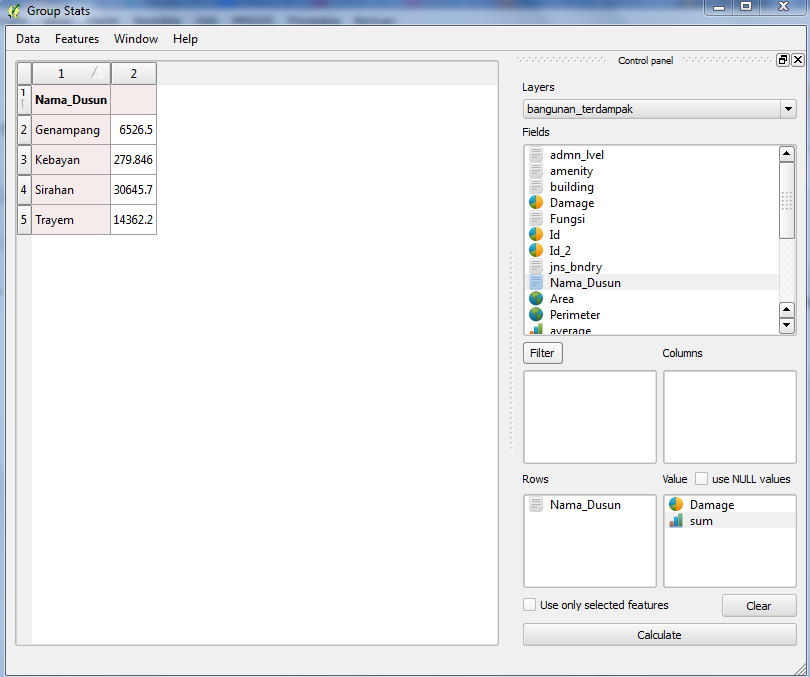 Group Stats
Data Features Window Help
Control panel
Layers
bangunan_terdampak
Fields
admn_lvel
amenity
building
Damage
Fungsi
Id
Id_2
jns_bndry
Nama_Dusun
Area
Perimeter
average
1 2
1 Nama_Dusun
2 Genampang 6526.5
3 Kebayan 279.846
4 Sirahan 30645.7
5 Trayem 14362.2
Filter
Columns
Rows
Value use NULL values
Nama_Dusun
Damage
sum
Use only selected features
Clear
Calculate